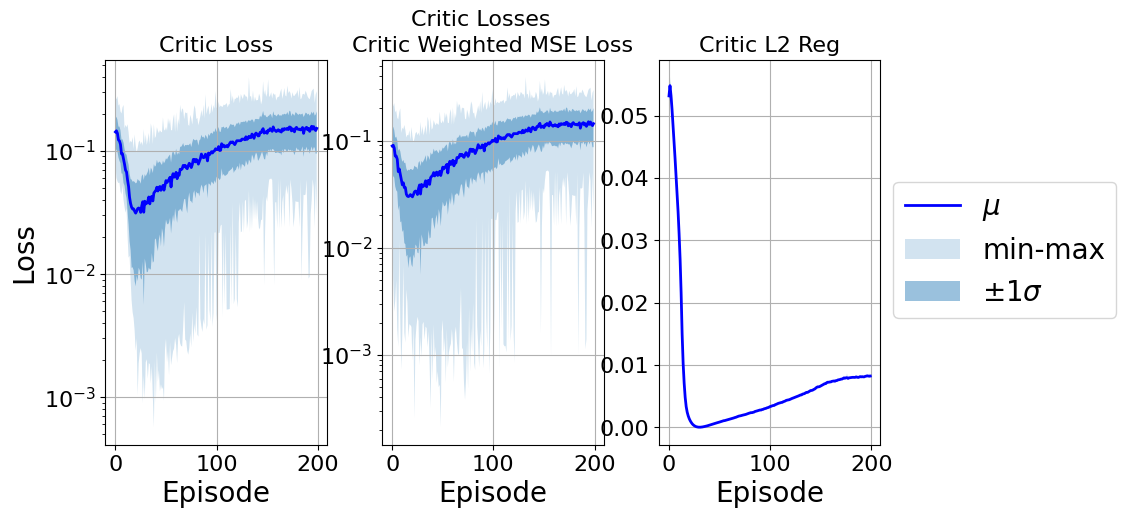 Critic Losses
Critic Loss
Critic Weighted MSE Loss
Critic L2 Reg
Loss
10⁻¹
10⁻²
10⁻³
0 100 200
Episode
10⁻¹
10⁻²
10⁻³
0 100 200
Episode
0.05
0.04
0.03
0.02
0.01
0.00
0 100 200
Episode
μ
min-max
±1σ